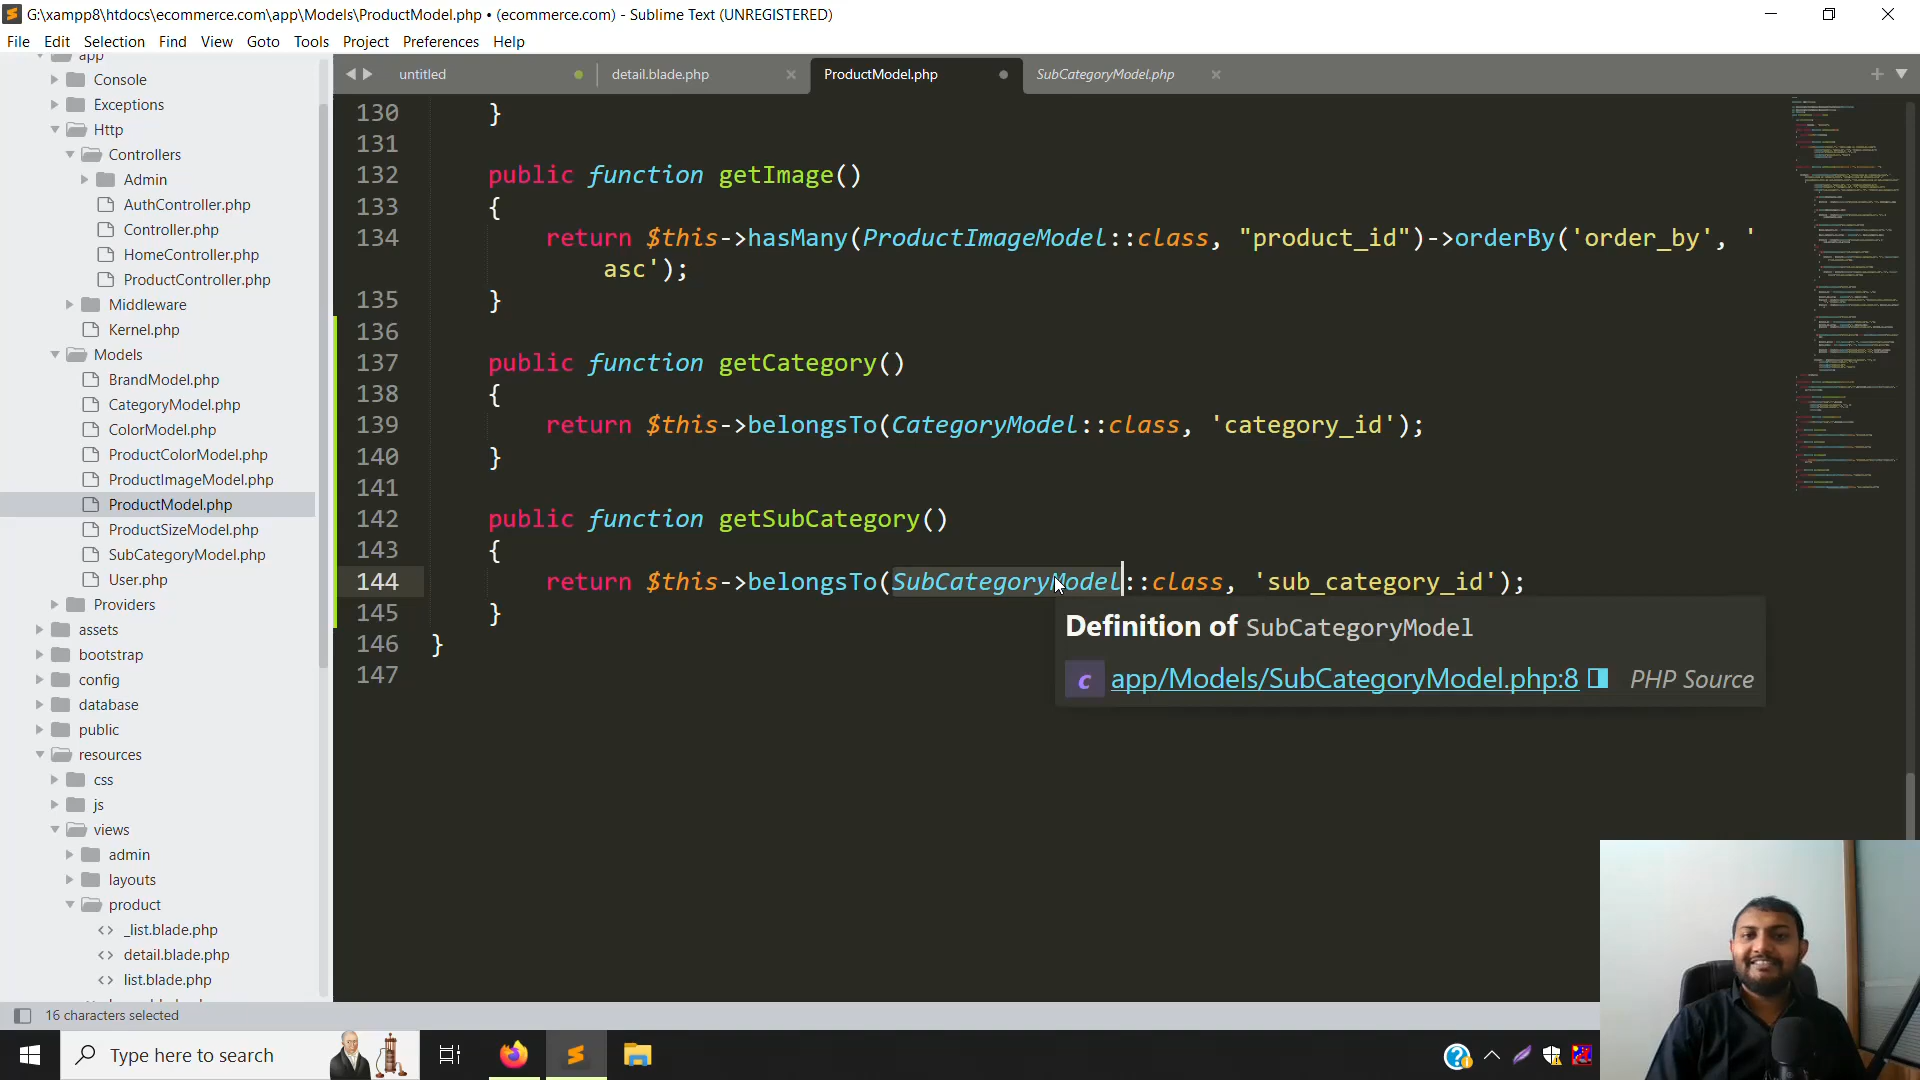 G:\xampp8\htdocs\ecommerce.com\app\Models\ProductModel.php • (ecommerce.com) - Sublime Text (UNREGISTERED)
File Edit Selection Find View Goto Tools Project Preferences Help
app
Console
Exceptions
Http
Controllers
Admin
AuthController.php
Controller.php
HomeController.php
ProductController.php
Middleware
Kernel.php
Models
BrandModel.php
CategoryModel.php
ColorModel.php
ProductColorModel.php
ProductImageModel.php
ProductModel.php
ProductSizeModel.php
SubCategoryModel.php
User.php
Providers
assets
bootstrap
config
database
public
resources
css
js
views
admin
layouts
product
_list.blade.php
detail.blade.php
list.blade.php
untitled detail.blade.php ProductModel.php SubCategoryModel.php
130 }
131
132 public function getImage()
133 {
134 return $this->hasMany(ProductImageModel::class, "product_id")->orderBy('order_by', '
asc');
135 }
136
137 public function getCategory()
138 {
139 return $this->belongsTo(CategoryModel::class, 'category_id');
140 }
141
142 public function getSubCategory()
143 {
144 return $this->belongsTo(SubCategoryModel::class, 'sub_category_id');
145 }
146 }
147
Definition of SubCategoryModel
c app/Models/SubCategoryModel.php:8 PHP Source
16 characters selected
Type here to search